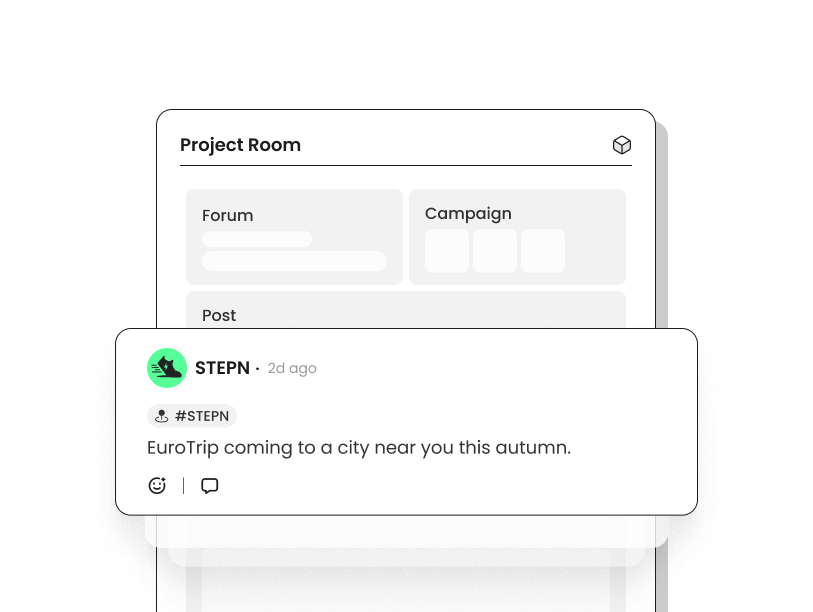 Project Room
Forum
Campaign
Post
STEPN · 2d ago
#STEPN
EuroTrip coming to a city near you this autumn.